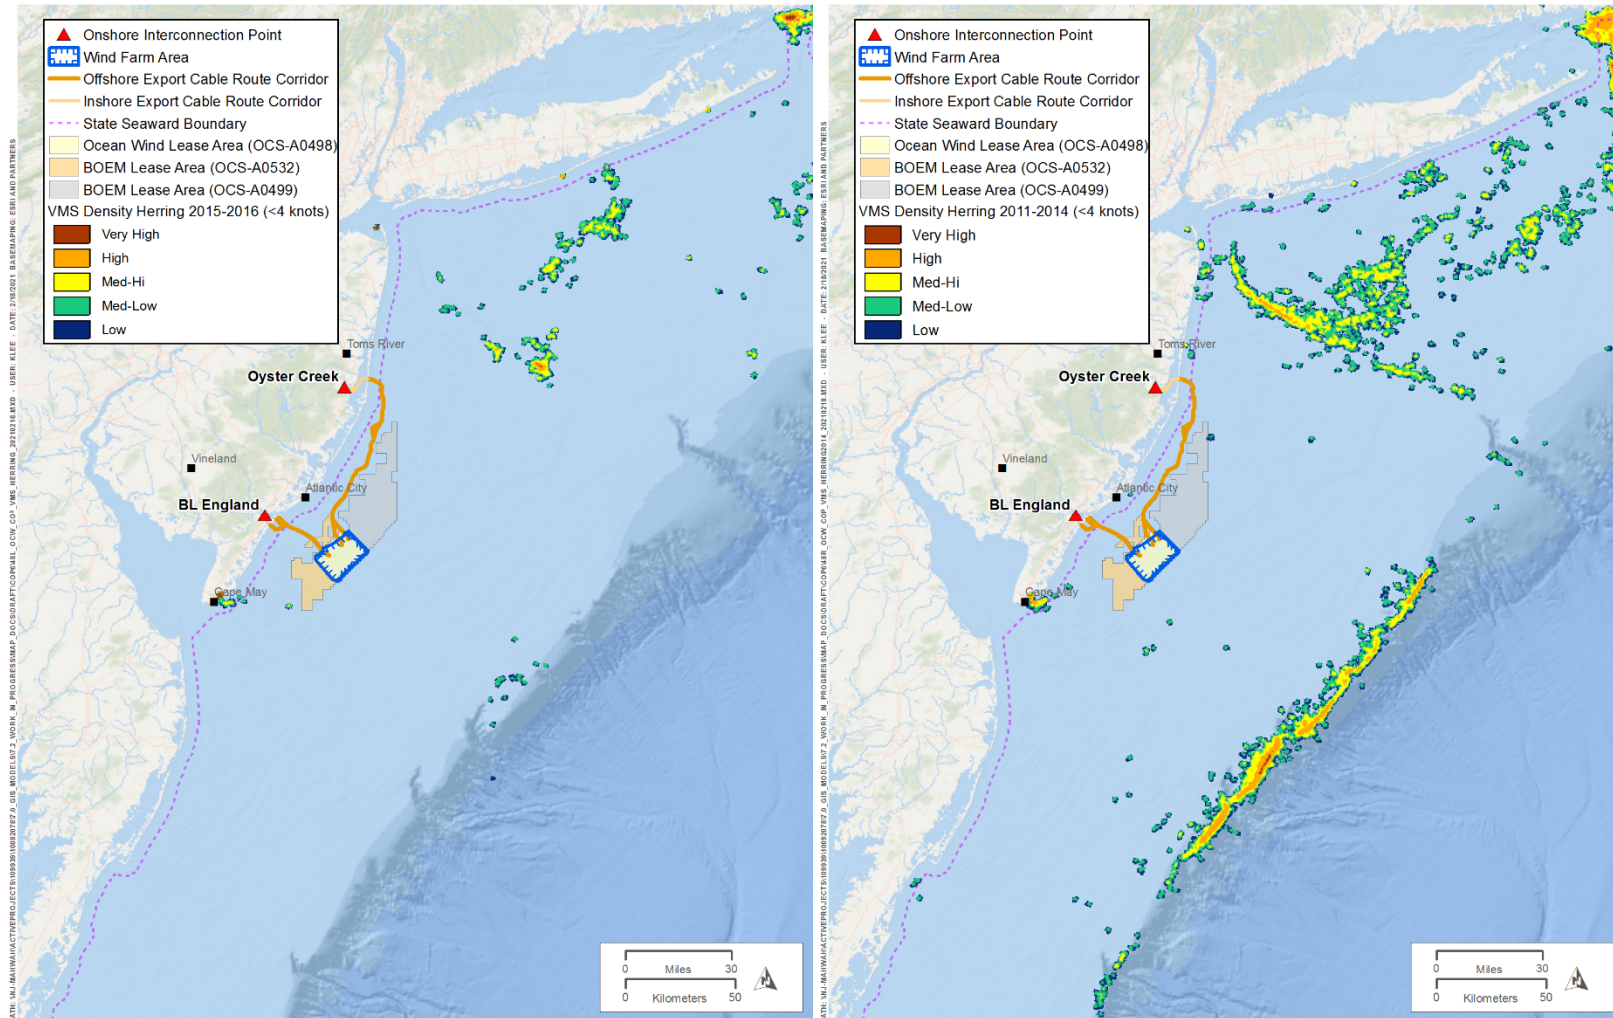 Onshore Interconnection Point
Wind Farm Area
Offshore Export Cable Route Corridor
Inshore Export Cable Route Corridor
State Seaward Boundary
Ocean Wind Lease Area (OCS-A0498)
BOEM Lease Area (OCS-A0532)
BOEM Lease Area (OCS-A0499)
VMS Density Herring 2015-2016 (<4 knots)
Very High
High
Med-Hi
Med-Low
Low
Toms River
Oyster Creek
Vineland
Atlantic City
BL England
Cape May
0 Miles 30
0 Kilometers 50
N
Onshore Interconnection Point
Wind Farm Area
Offshore Export Cable Route Corridor
Inshore Export Cable Route Corridor
State Seaward Boundary
Ocean Wind Lease Area (OCS-A0498)
BOEM Lease Area (OCS-A0532)
BOEM Lease Area (OCS-A0499)
VMS Density Herring 2011-2014 (<4 knots)
Very High
High
Med-Hi
Med-Low
Low
Toms River
Oyster Creek
Vineland
Atlantic City
BL England
Cape May
0 Miles 30
0 Kilometers 50
N